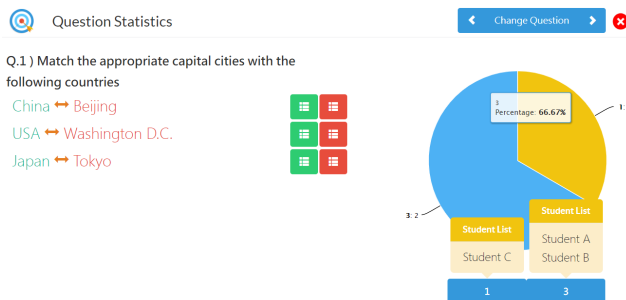 Question Statistics
Change Question
Q.1 ) Match the appropriate capital cities with the
following countries
China ↔ Beijing
USA ↔ Washington D.C.
Japan ↔ Tokyo
3
Percentage: 66.67%
1:
3: 2
Student List
Student C
Student List
Student A
Student B
1
3